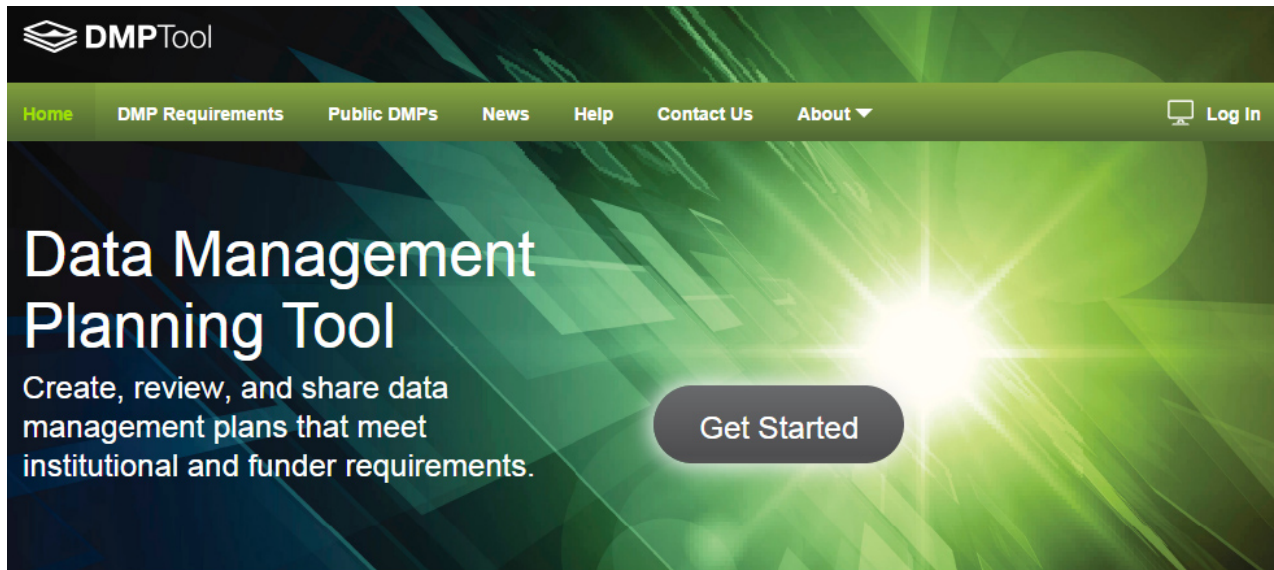 DMPTool
Home DMP Requirements Public DMPs News Help Contact Us About Log In
Data Management
Planning Tool
Create, review, and share data
management plans that meet
institutional and funder requirements.
Get Started